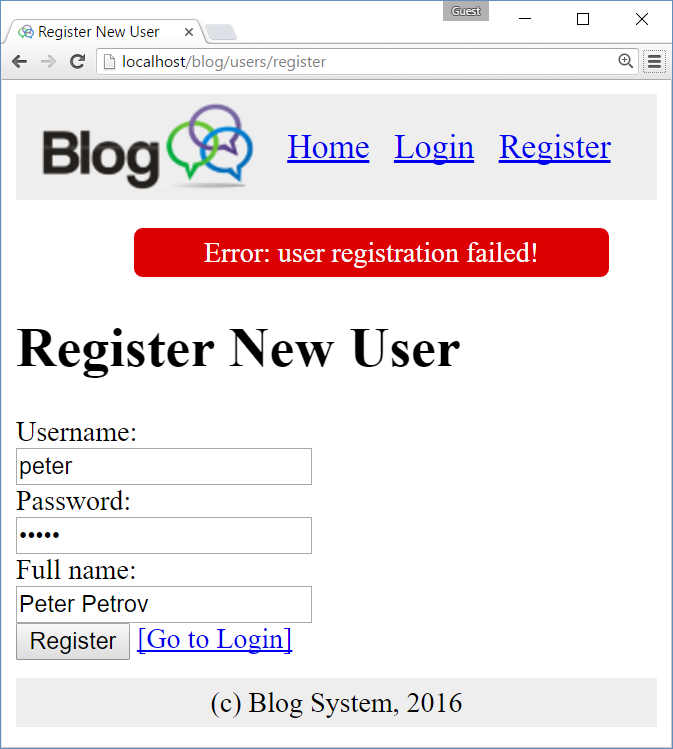 Guest
Register New User
localhost/blog/users/register
Blog Home Login Register
Error: user registration failed!
Register New User
Username:
peter
Password:
•••••
Full name:
Peter Petrov
Register [Go to Login]
(c) Blog System, 2016